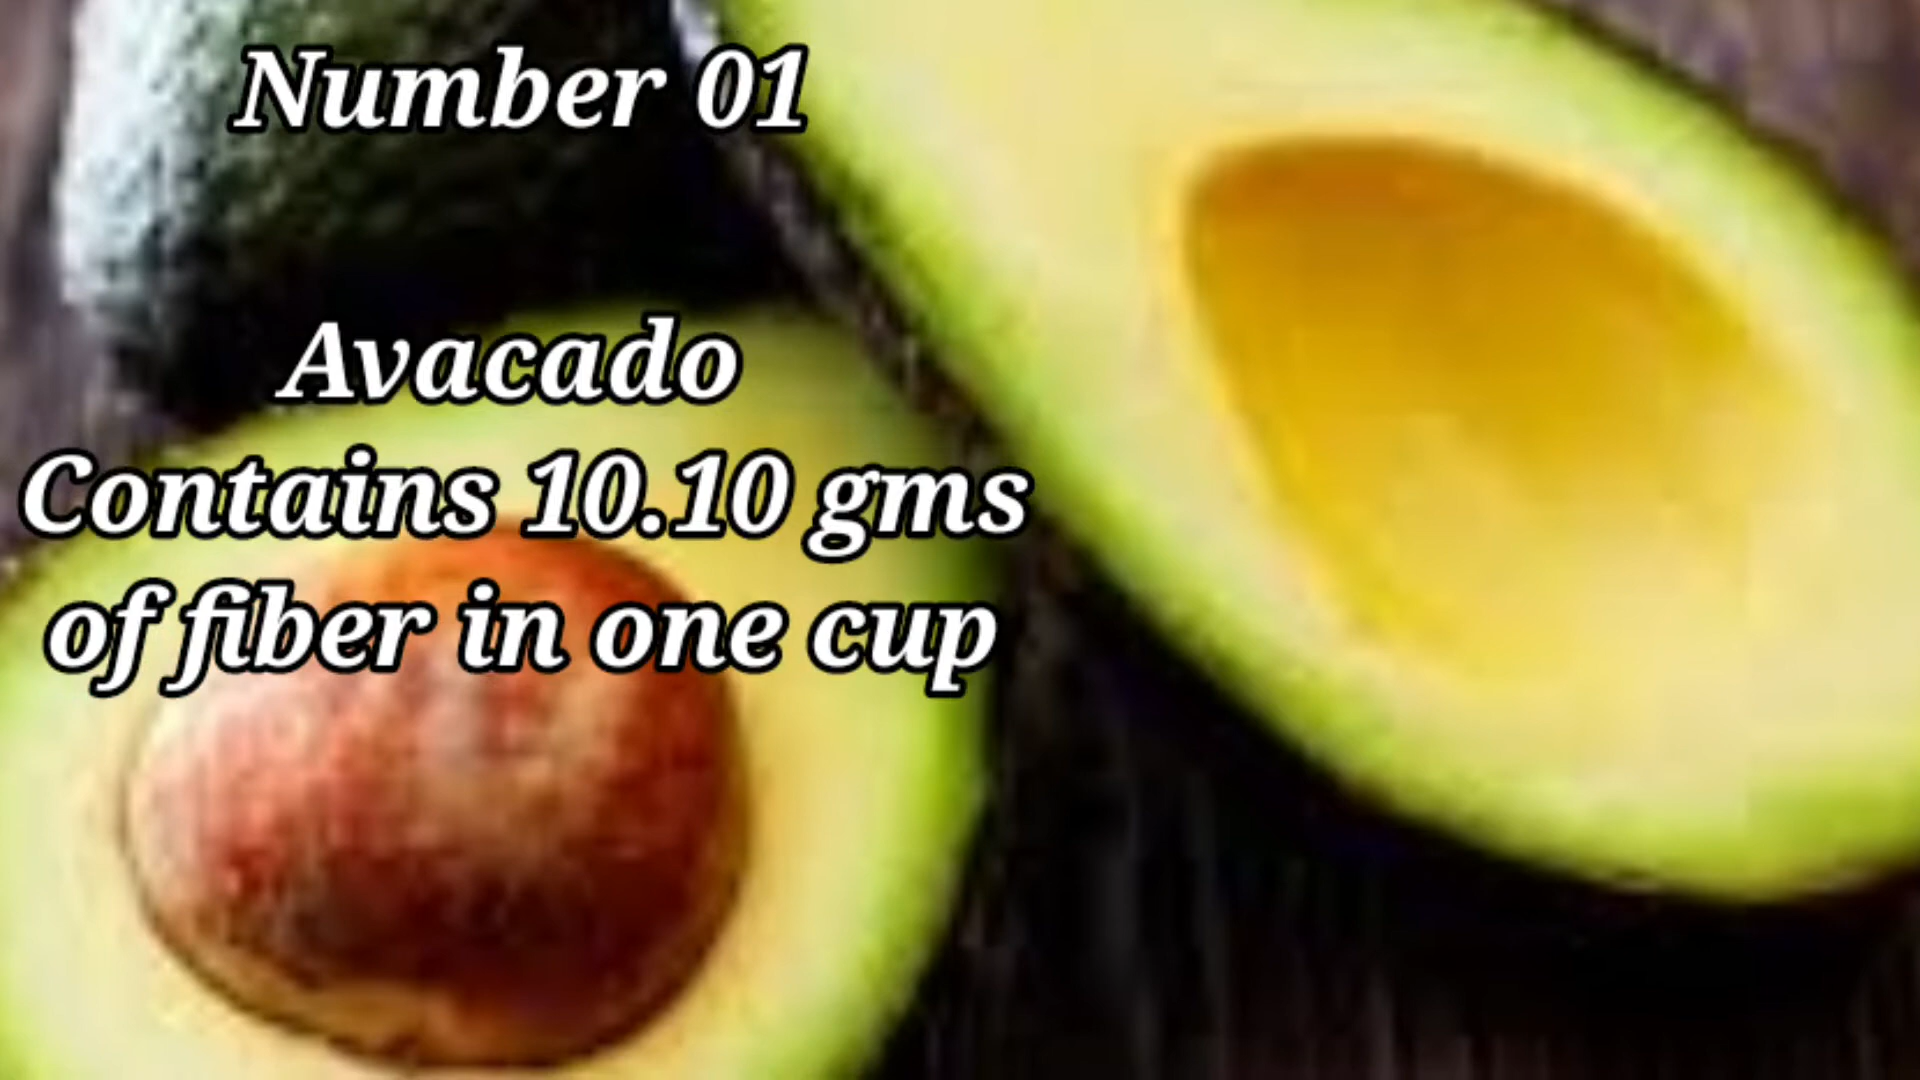 Number 01
Avacado
Contains 10.10 gms
of fiber in one cup